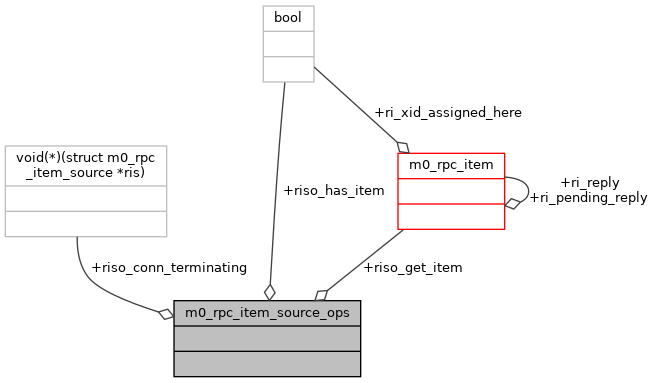 bool
+ri_xid_assigned_here
void(*)(struct m0_rpc
_item_source *ris)
m0_rpc_item
+ri_reply
+ri_pending_reply
+riso_has_item
+riso_conn_terminating
+riso_get_item
m0_rpc_item_source_ops